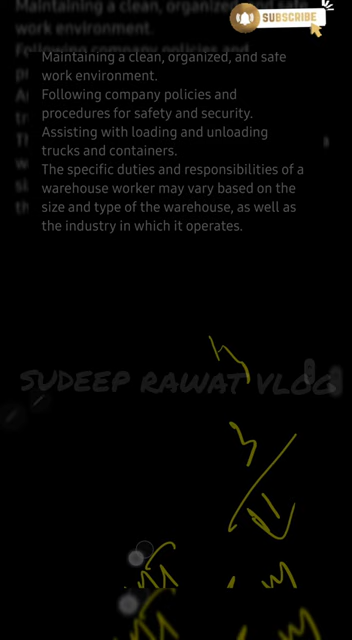 SUBSCRIBE
Maintaining a clean, organized, and safe
work environment.
Following company policies and
procedures for safety and security.
Assisting with loading and unloading
trucks and containers.
The specific duties and responsibilities of a
warehouse worker may vary based on the
size and type of the warehouse, as well as
the industry in which it operates.
SUDEEP RAWAT VLOG